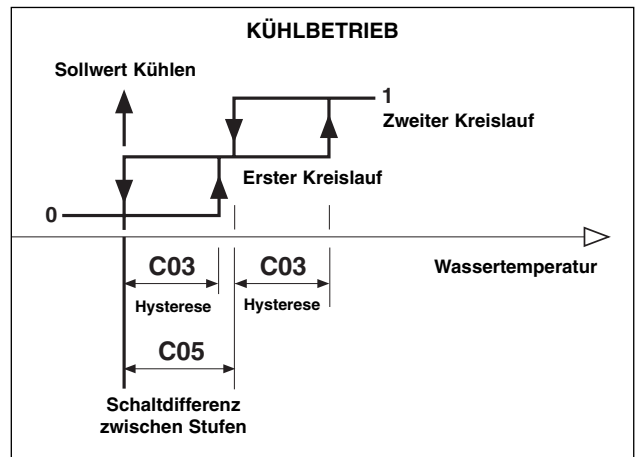 KÜHLBETRIEB
Sollwert Kühlen
1
Zweiter Kreislauf
Erster Kreislauf
0
C03
C03
Wassertemperatur
Hysterese
Hysterese
C05
Schaltdifferenz
zwischen Stufen